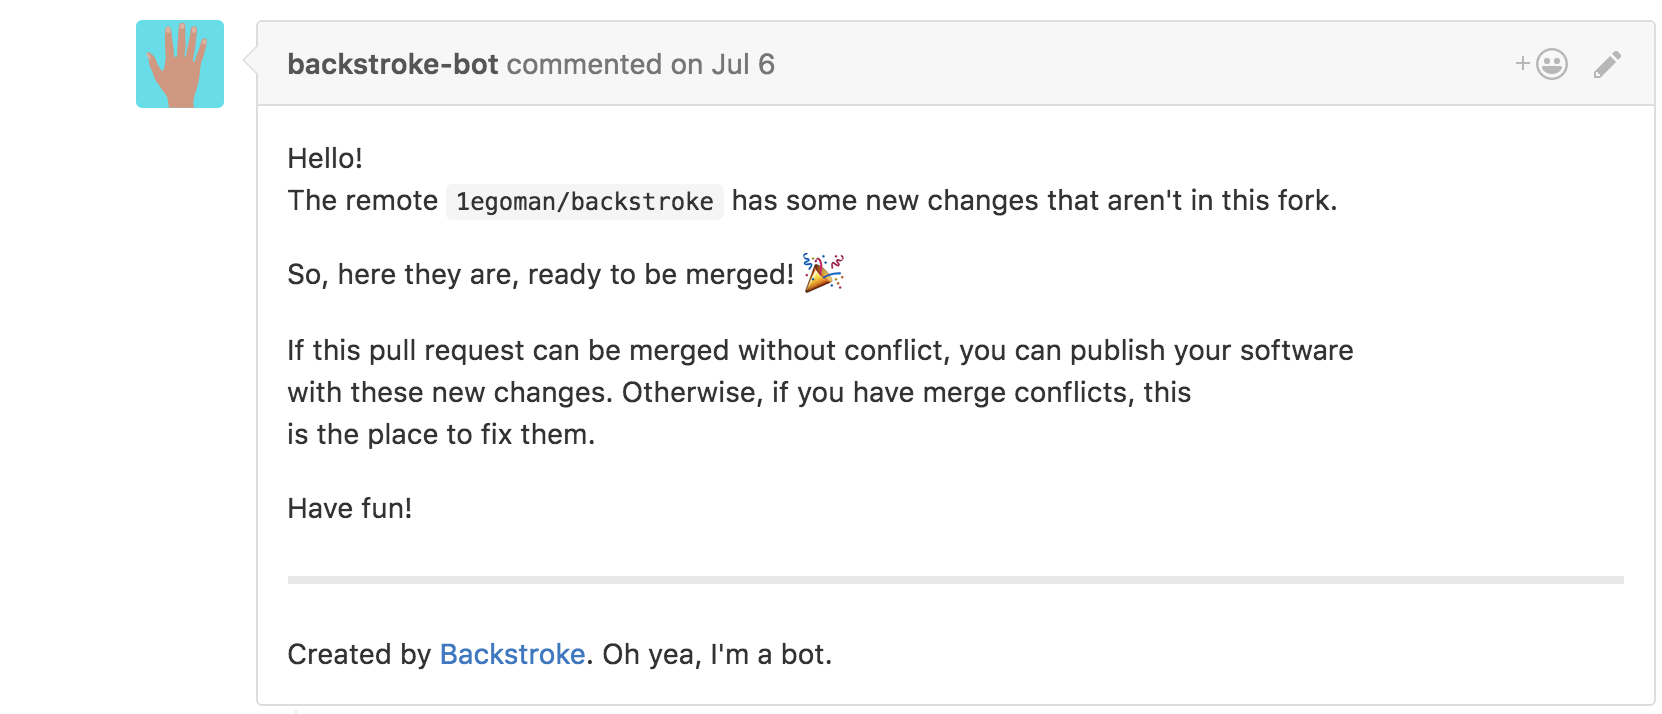 backstroke-bot commented on Jul 6
Hello!
The remote 1egoman/backstroke has some new changes that aren't in this fork.
So, here they are, ready to be merged! 🎉
If this pull request can be merged without conflict, you can publish your software
with these new changes. Otherwise, if you have merge conflicts, this
is the place to fix them.
Have fun!
Created by Backstroke. Oh yea, I'm a bot.